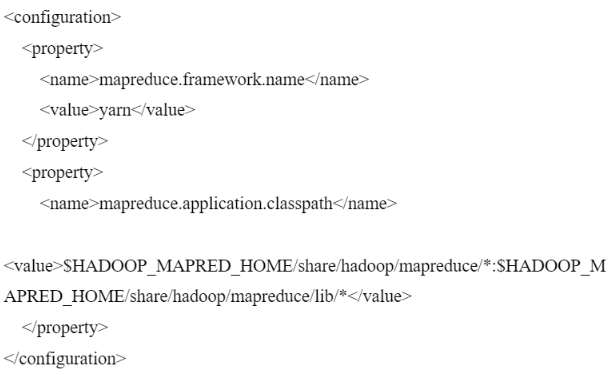 <configuration>
<property>
<name>mapreduce.framework.name</name>
<value>yarn</value>
</property>
<property>
<name>mapreduce.application.classpath</name>
<value>$HADOOP_MAPRED_HOME/share/hadoop/mapreduce/*:$HADOOP_M
APRED_HOME/share/hadoop/mapreduce/lib/*</value>
</property>
</configuration>